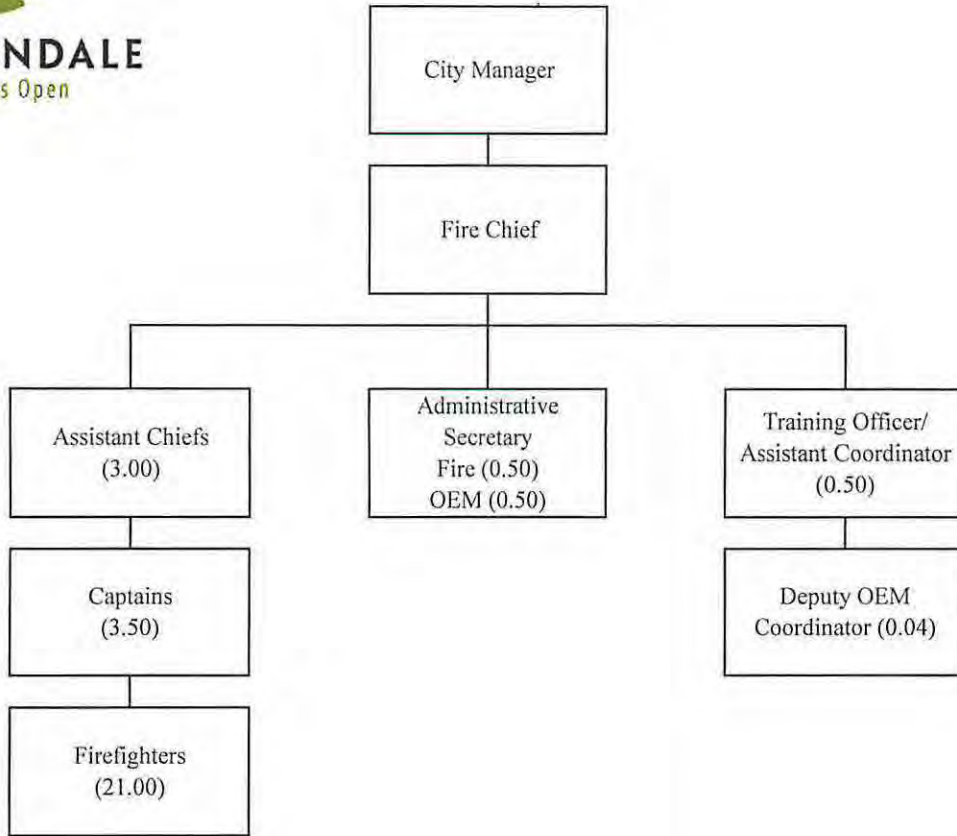 NDALE
s Open
City Manager
Fire Chief
Assistant Chiefs
(3.00)
Administrative
Secretary
Fire (0.50)
OEM (0.50)
Training Officer/
Assistant Coordinator
(0.50)
Captains
(3.50)
Deputy OEM
Coordinator (0.04)
Firefighters
(21.00)